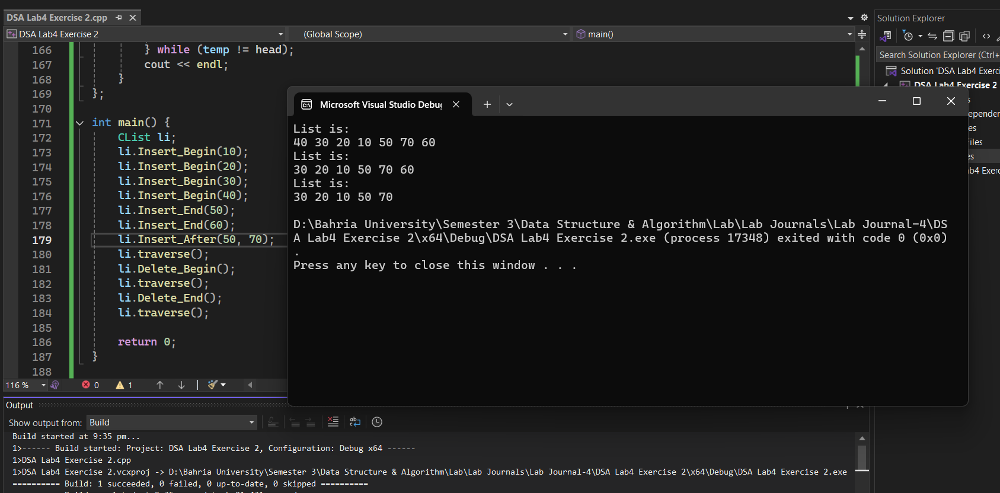 DSA Lab4 Exercise 2.cpp
DSA Lab4 Exercise 2
(Global Scope)
main()
166 } while (temp != head);
167 cout << endl;
168 }
169 };
170
171 int main() {
172 CList li;
173 li.Insert_Begin(10);
174 li.Insert_Begin(20);
175 li.Insert_Begin(30);
176 li.Insert_Begin(40);
177 li.Insert_End(50);
178 li.Insert_End(60);
179 li.Insert_After(50, 70);
180 li.traverse();
181 li.Delete_Begin();
182 li.traverse();
183 li.Delete_End();
184 li.traverse();
185
186 return 0;
187 }
188
116 % 0 1
Microsoft Visual Studio Debug
List is:
40 30 20 10 50 70 60
List is:
30 20 10 50 70 60
List is:
30 20 10 50 70
D:\Bahria University\Semester 3\Data Structure & Algorithm\Lab\Lab Journals\Lab Journal-4\DS
A Lab4 Exercise 2\x64\Debug\DSA Lab4 Exercise 2.exe (process 17348) exited with code 0 (0x0)
.
Press any key to close this window . . .
Solution Explorer
Search Solution Explorer (Ctrl+
Solution 'DSA Lab4 Exerci
DSA Lab4 Exercise 2
s
ependen
es
Files
es
ab4 Exerc
Output
Show output from: Build
Build started at 9:35 pm...
1>------ Build started: Project: DSA Lab4 Exercise 2, Configuration: Debug x64 ------
1>DSA Lab4 Exercise 2.cpp
1>DSA Lab4 Exercise 2.vcxproj -> D:\Bahria University\Semester 3\Data Structure & Algorithm\Lab\Lab Journals\Lab Journal-4\DSA Lab4 Exercise 2\x64\Debug\DSA Lab4 Exercise 2.exe
========== Build: 1 succeeded, 0 failed, 0 up-to-date, 0 skipped ==========